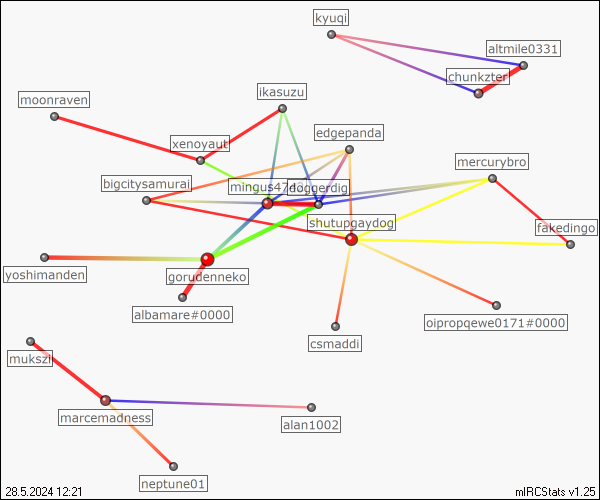 kyuqi
altmile0331
chunkzter
ikasuzu
moonraven
edgepanda
xenoyaut
mercurybro
bigcitysamurai
doggerdig
shutupgaydog
fakedingo
yoshimanden
gorudenneko
albamare#0000
oipropqewe0171#0000
csmaddi
mukszi
marcemadness
alan1002
neptune01
28.5.2024 12:21
mIRCStats v1.25